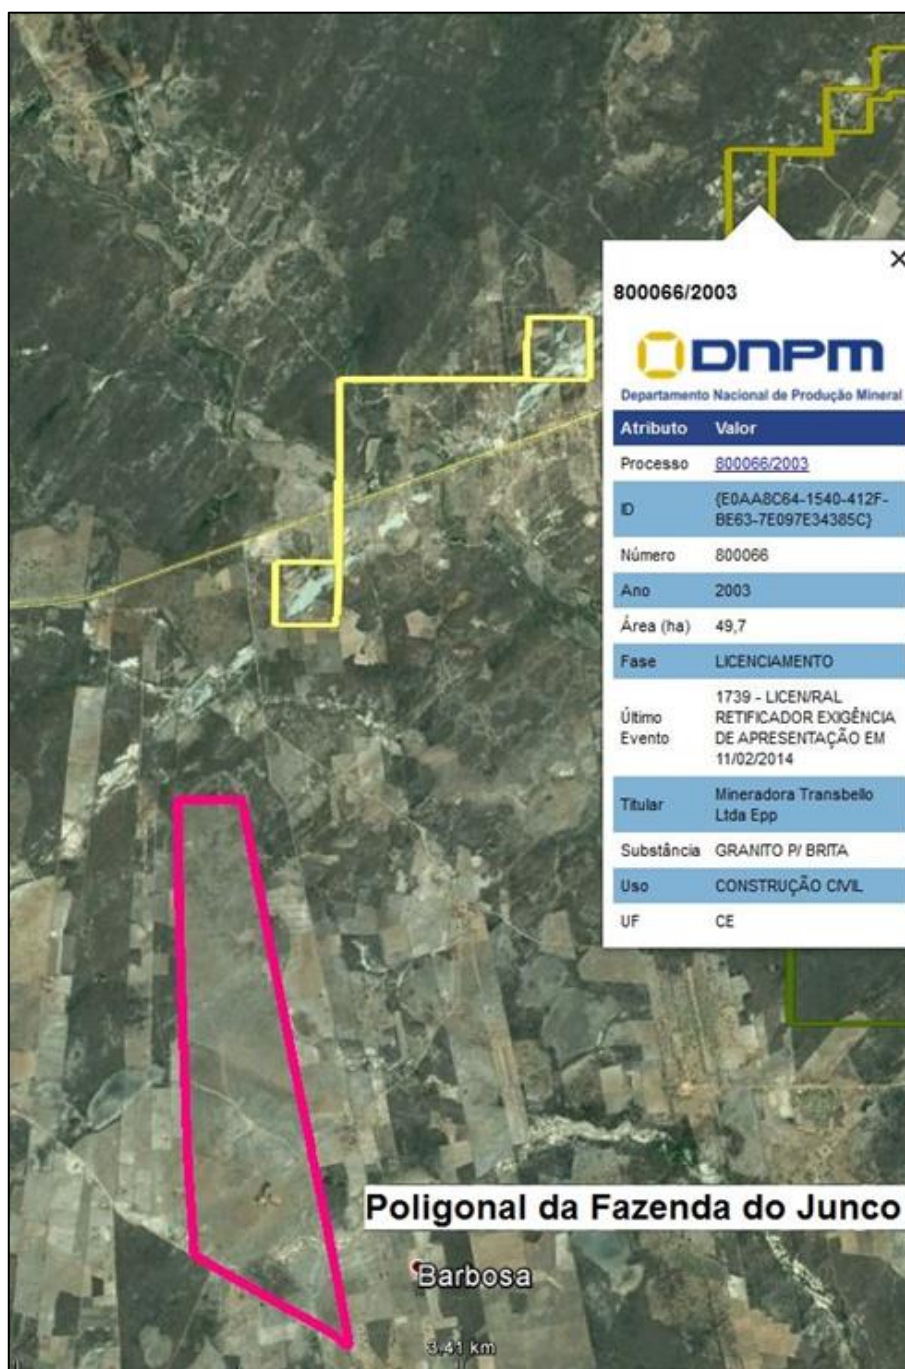 ×
800066/2003
DNPM
Departamento Nacional de Produção Mineral
Atributo Valor
Processo 800066/2003
ID {E0AA8C64-1540-412F-
BE63-7E097E34385C}
Número 800066
Ano 2003
Área (ha) 49,7
Fase LICENCIAMENTO
Último Evento 1739 - LICEN/RAL
RETIFICADOR EXIGÊNCIA
DE APRESENTAÇÃO EM
11/02/2014
Titular Mineradora Transbello
Ltda Epp
Substância GRANITO P/ BRITA
Uso CONSTRUÇÃO CIVIL
UF CE
Poligonal da Fazenda do Junco
Barbosa
3.41 km